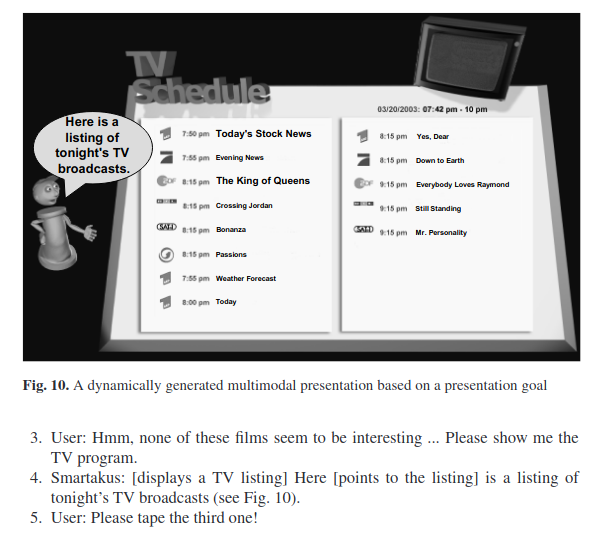 TV
Schedule
03/20/2003: 07:42 pm - 10 pm
Here is a
listing of
tonight's TV
broadcasts.
7:50 pm Today's Stock News
7:55 pm Evening News
ZDF 8:15 pm The King of Queens
8:15 pm Crossing Jordan
SAT.1 8:15 pm Bonanza
8:15 pm Passions
7:55 pm Weather Forecast
8:00 pm Today
8:15 pm Yes, Dear
8:15 pm Down to Earth
ZDF 9:15 pm Everybody Loves Raymond
9:15 pm Still Standing
SAT.1 9:15 pm Mr. Personality
Fig. 10. A dynamically generated multimodal presentation based on a presentation goal
3. User: Hmm, none of these films seem to be interesting ... Please show me the
TV program.
4. Smartakus: [displays a TV listing] Here [points to the listing] is a listing of
tonight's TV broadcasts (see Fig. 10).
5. User: Please tape the third one!